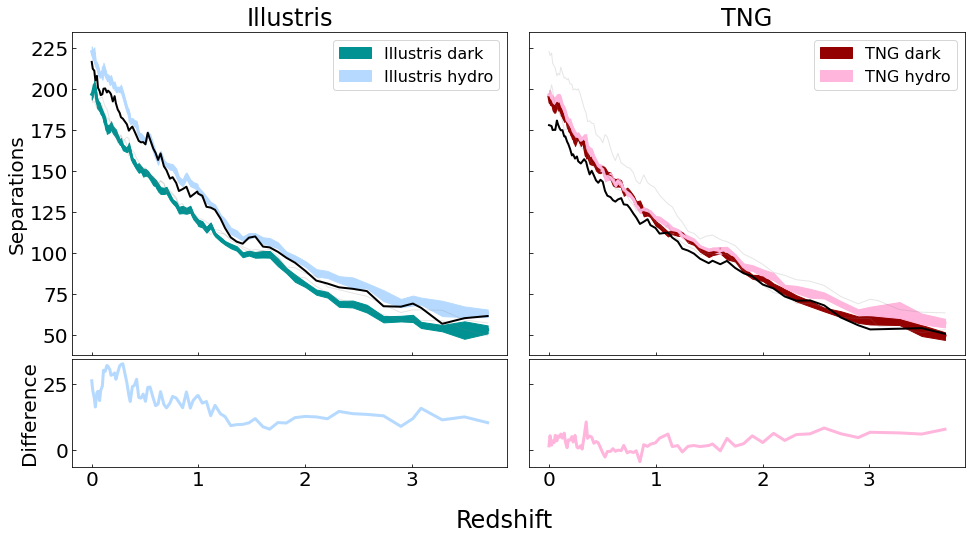 Illustris
TNG
Illustris dark
Illustris hydro
TNG dark
TNG hydro
Separations
225
200
175
150
125
100
75
50
Difference
25
0
0 1 2 3
0 1 2 3
Redshift